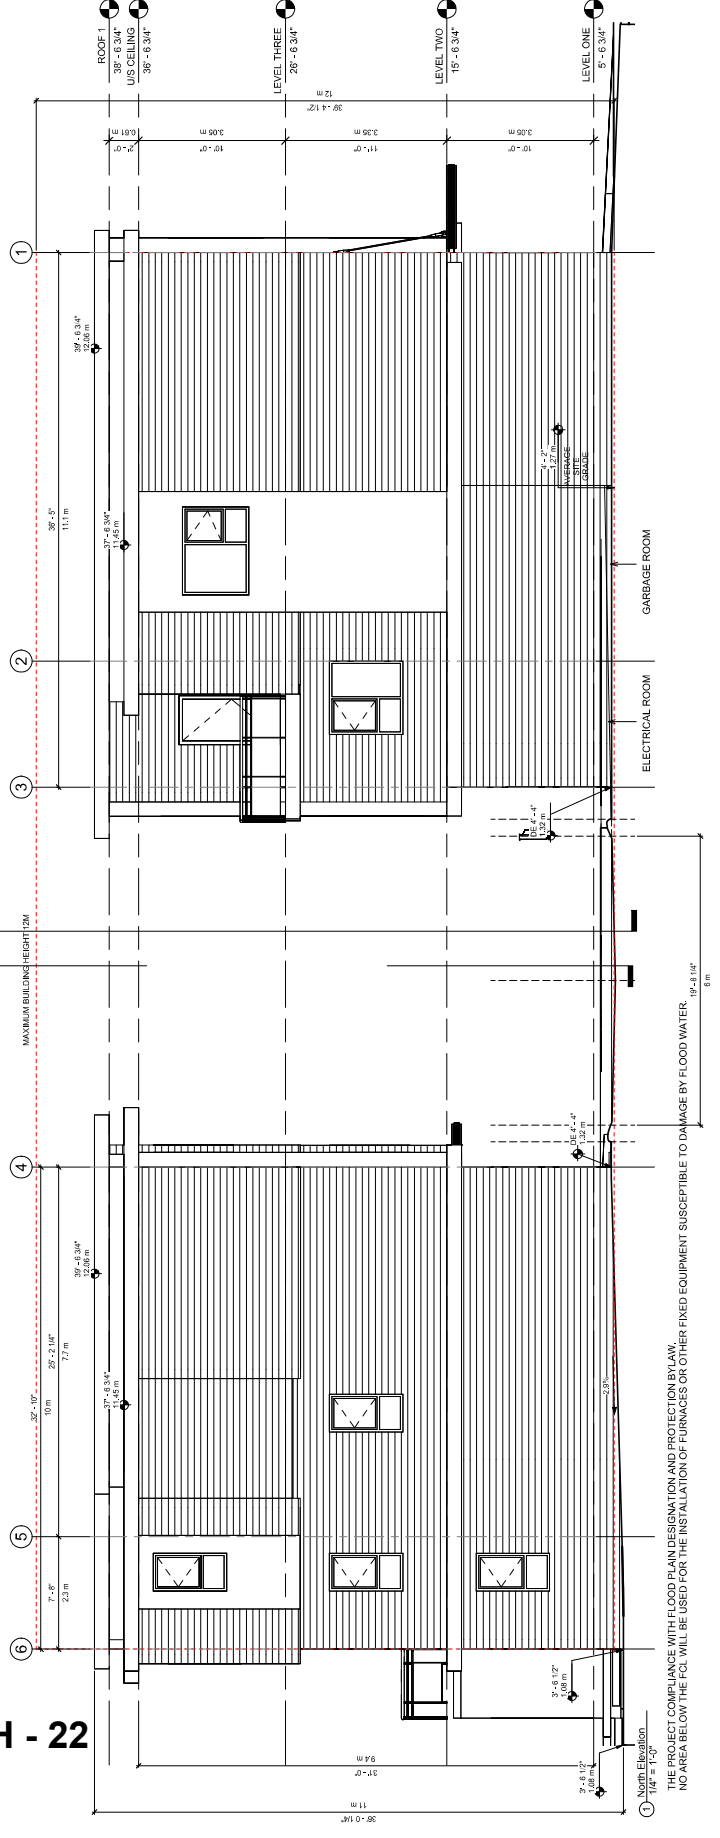 ROOF 1
38' - 6 3/4"
U/S CEILING
36' - 6 3/4"
LEVEL THREE
26' - 6 3/4"
LEVEL TWO
15' - 6 3/4"
LEVEL ONE
5' - 6 3/4"
12 m
39' - 4 1/2"
0.61 m
2' - 0"
3.05 m
10' - 0"
3.35 m
11' - 0"
3.05 m
10' - 0"
1
36' - 5"
11.1 m
39' - 6 3/4"
12.06 m
37' - 6 3/4"
11.45 m
4' - 2"
1.27 m
AVERAGE
SITE
GRADE
GARBAGE ROOM
2
ELECTRICAL ROOM
3
DE 4' - 4"
1.32 m
MAXIMUM BUILDING HEIGHT 12M
19' - 8 1/4"
6 m
DE 4' - 4"
1.32 m
4
39' - 6 3/4"
12.06 m
32' - 10"
10 m
25' - 2 1/4"
7.7 m
37' - 6 3/4"
11.45 m
2.9%
5
7' - 8"
2.3 m
6
3' - 6 1/2"
1.08 m
3' - 6 1/2"
1.08 m
9.4 m
31' - 0"
11 m
36' - 0 1/4"
H - 22
1
North Elevation
1/4" = 1'-0"
THE PROJECT COMPLIANCE WITH FLOOD PLAIN DESIGNATION AND PROTECTION BYLAW.
NO AREA BELOW THE FCL WILL BE USED FOR THE INSTALLATION OF FURNACES OR OTHER FIXED EQUIPMENT SUSCEPTIBLE TO DAMAGE BY FLOOD WATER.